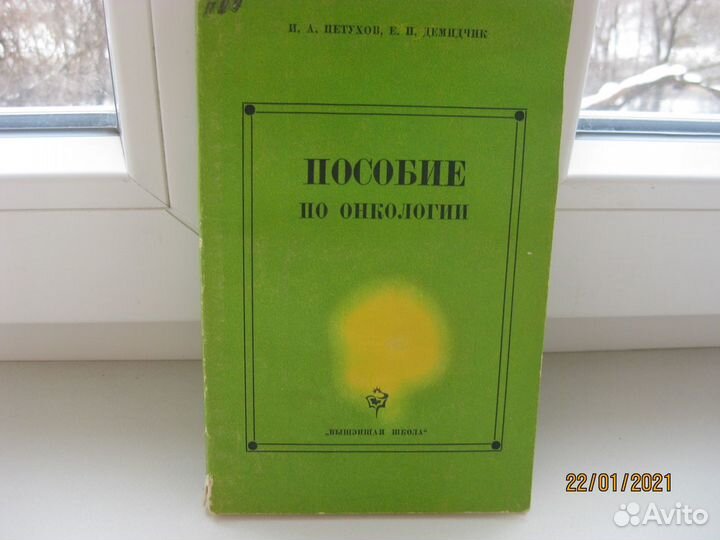 И. А. ПЕТУХОВ, Е. П. ДЕМИДЧИК
ПОСОБИЕ
ПО ОНКОЛОГИИ
„ВЫШЭЙШАЯ ШКОЛА“
22/01/2021
Avito